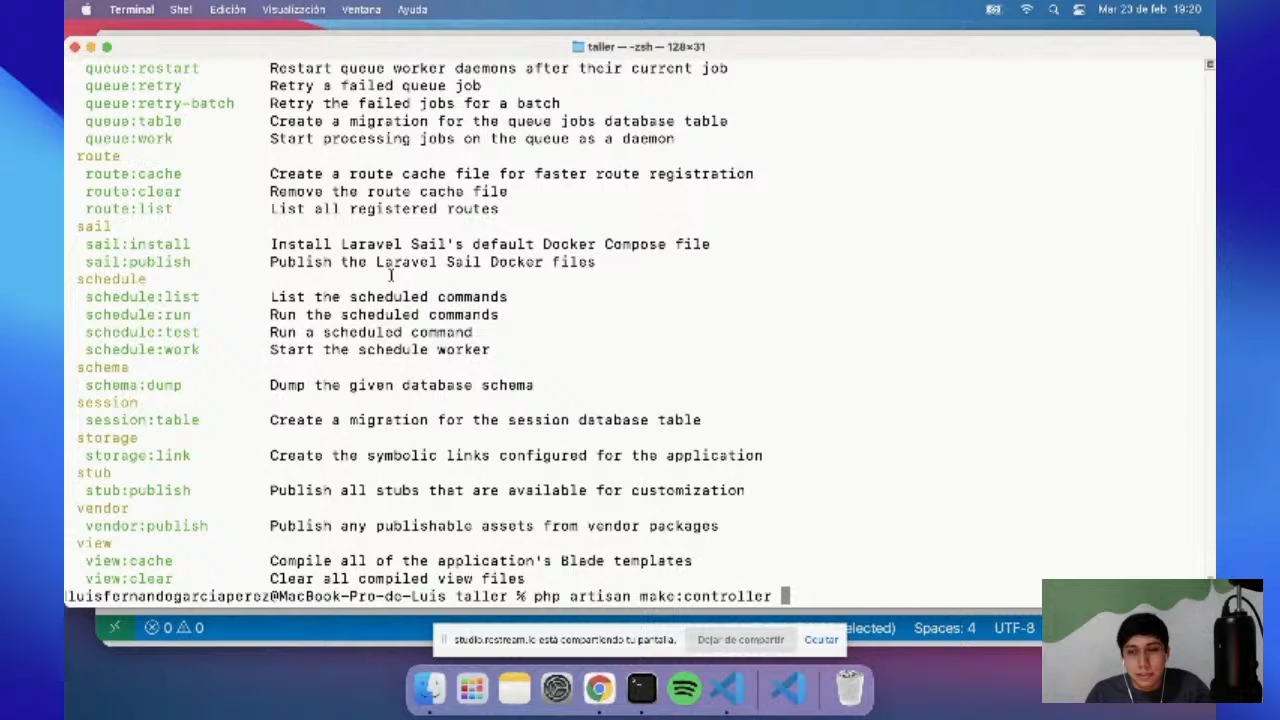 Terminal Shel Edición Visualización Ventana Ayuda Mar 23 de feb 19:20
taller — -zsh — 128×31
queue:restart Restart queue worker daemons after their current job
queue:retry Retry a failed queue job
queue:retry-batch Retry the failed jobs for a batch
queue:table Create a migration for the queue jobs database table
queue:work Start processing jobs on the queue as a daemon
route
route:cache Create a route cache file for faster route registration
route:clear Remove the route cache file
route:list List all registered routes
sail
sail:install Install Laravel Sail's default Docker Compose file
sail:publish Publish the Laravel Sail Docker files
schedule
schedule:list List the scheduled commands
schedule:run Run the scheduled commands
schedule:test Run a scheduled command
schedule:work Start the schedule worker
schema
schema:dump Dump the given database schema
session
session:table Create a migration for the session database table
storage
storage:link Create the symbolic links configured for the application
stub
stub:publish Publish all stubs that are available for customization
vendor
vendor:publish Publish any publishable assets from vendor packages
view
view:cache Compile all of the application's Blade templates
view:clear Clear all compiled view files
luisfernandogarciaperez@MacBook-Pro-de-Luis taller % php artisan make:controller
0 0 elected) Spaces: 4 UTF-8
studio.restream.io está compartiendo tu pantalla. Dejar de compartir Ocultar